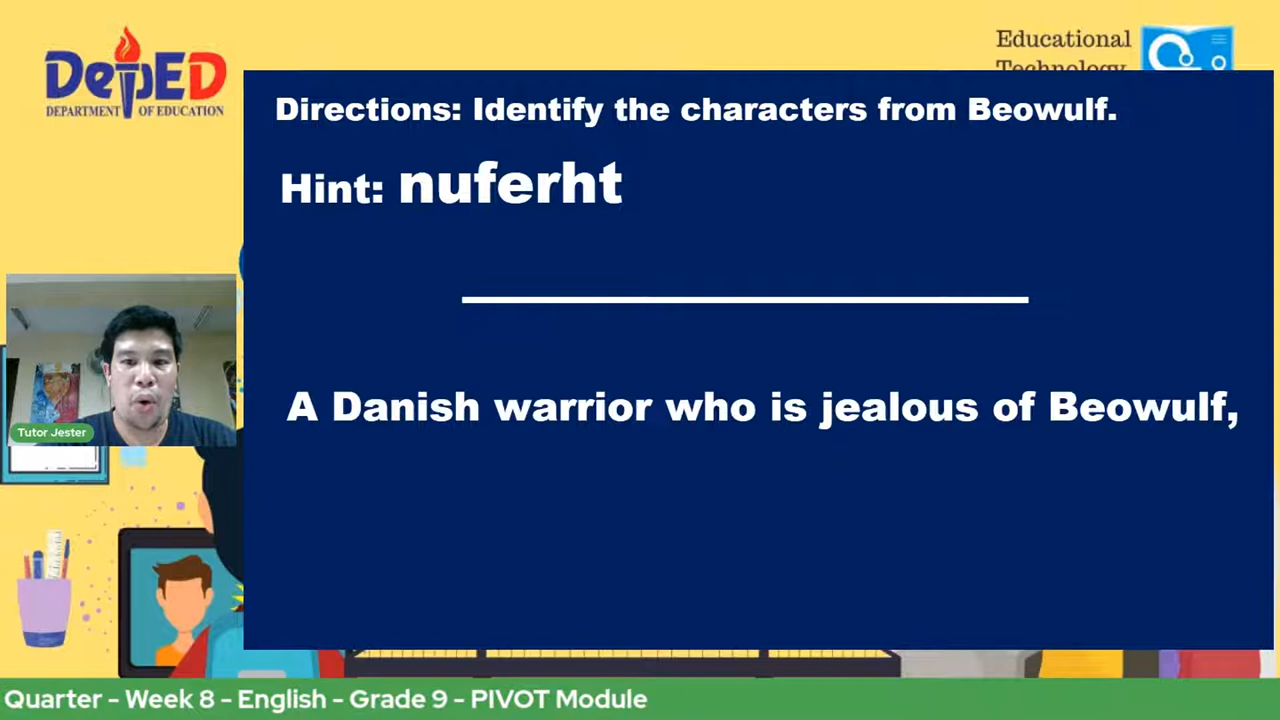 DepED
DEPARTMENT OF EDUCATION
Educational
Technology
Directions: Identify the characters from Beowulf.
Hint: nuferht
A Danish warrior who is jealous of Beowulf,
Tutor Jester
Quarter - Week 8 - English - Grade 9 - PIVOT Module